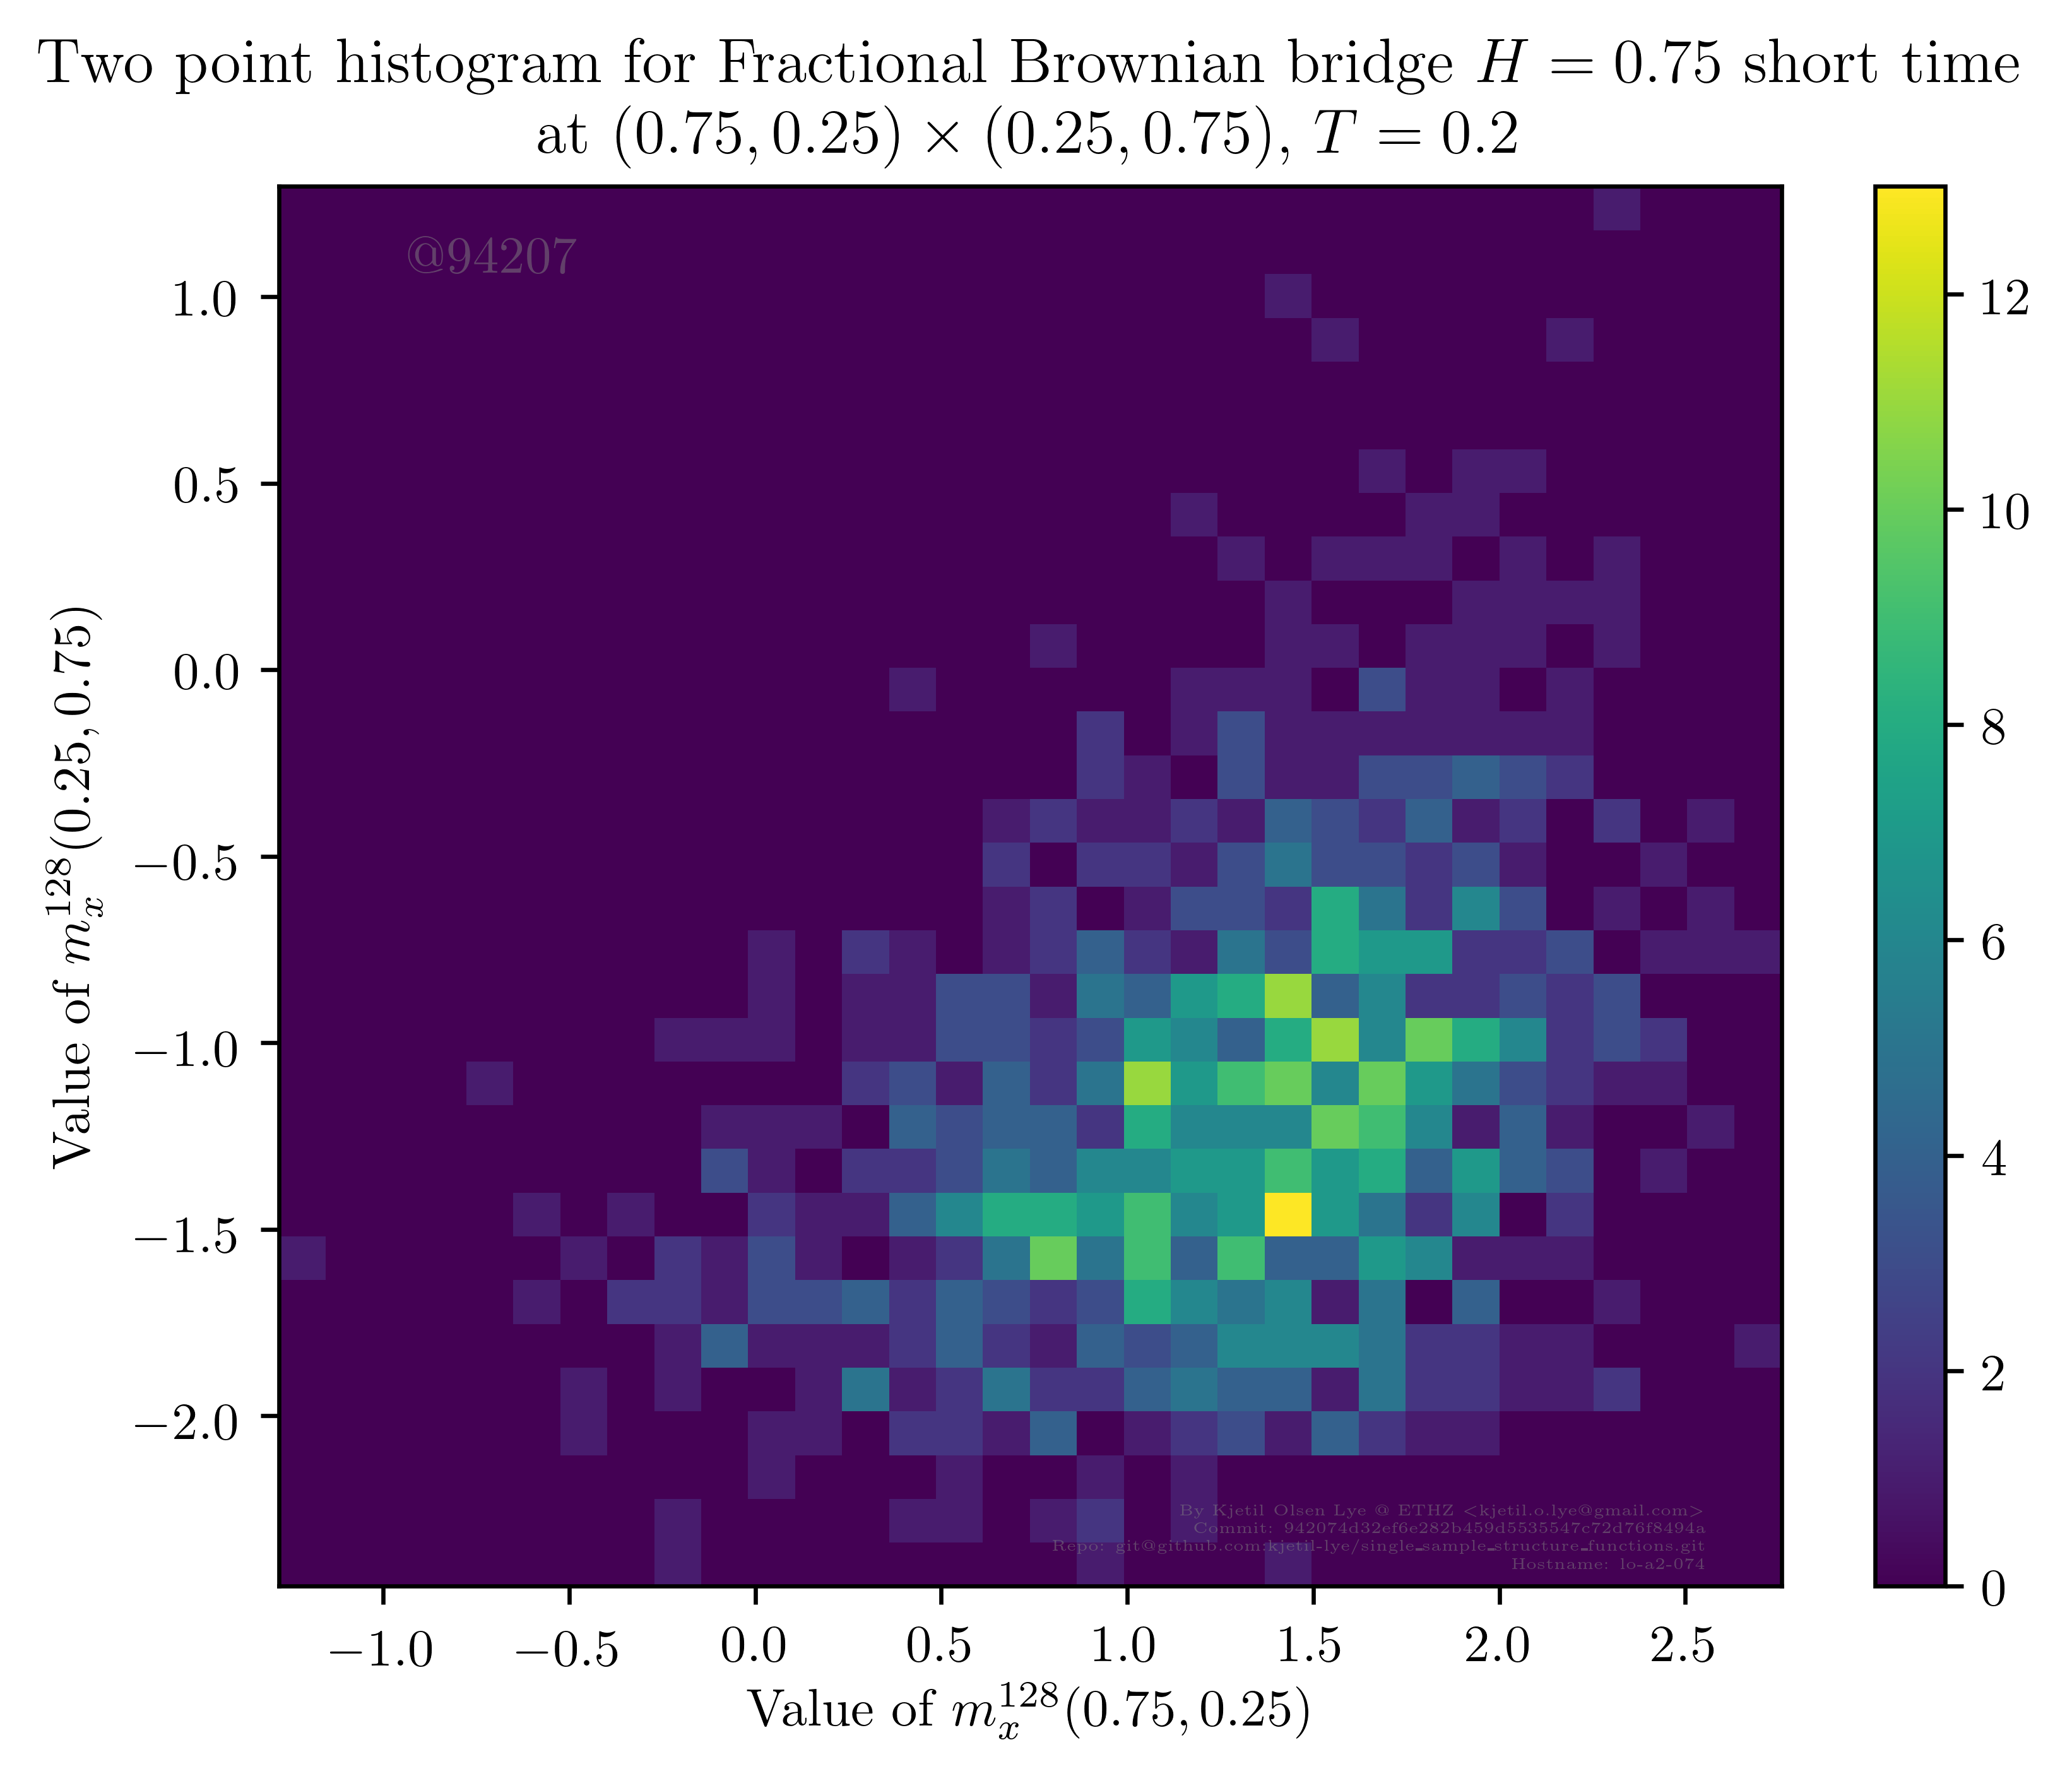 Two point histogram for Fractional Brownian bridge H = 0.75 short time
at (0.75, 0.25) × (0.25, 0.75), T = 0.2
@94207
1.0
0.5
0.0
−0.5
−1.0
−1.5
−2.0
Value of m_x^128(0.25, 0.75)
12
10
8
6
4
2
0
By Kjetil Olsen Lye @ ETHZ <kjetil.o.lye@gmail.com>
Commit: 942074d32ef6e282b459d5535547c72d76f8494a
Repo: git@github.com:kjetil-lye/single_sample_structure_functions.git
Hostname: lo-a2-074
−1.0 −0.5 0.0 0.5 1.0 1.5 2.0 2.5
Value of m_x^128(0.75, 0.25)